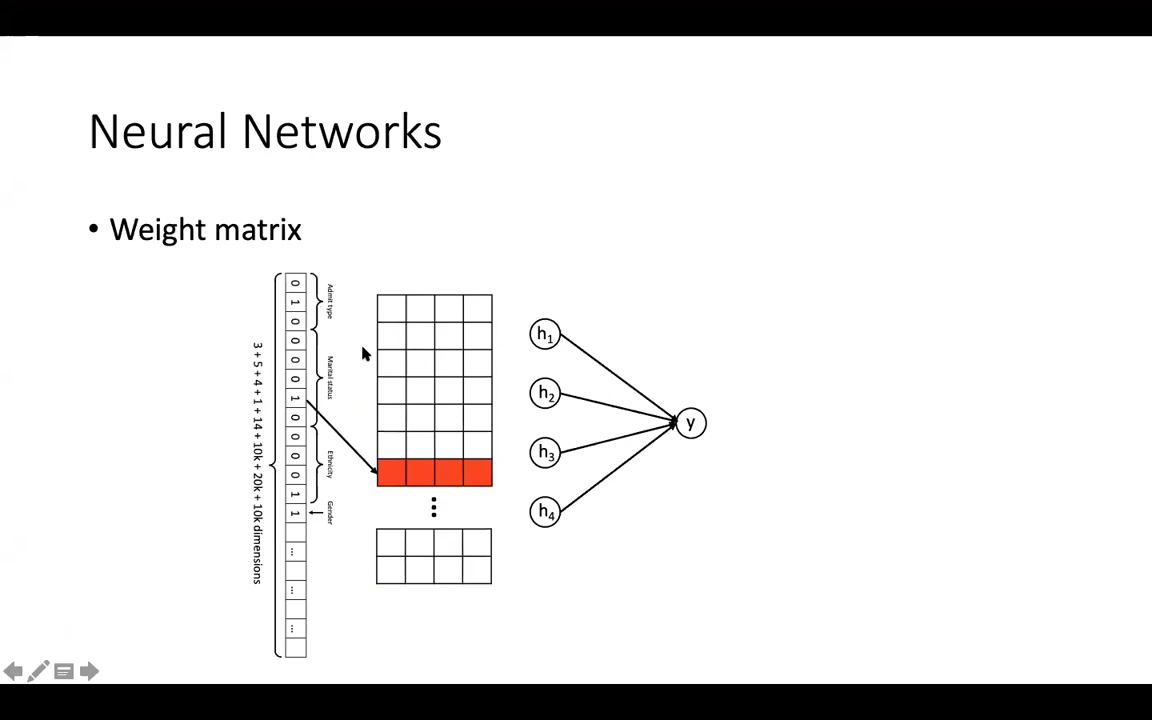 Neural Networks
• Weight matrix
3 + 5 + 4 + 1 + 14 + 10k + 20k + 10k dimensions
0
1
0
0
0
0
1
0
0
0
0
1
1
...
...
...
Admit type
Marital status
Ethnicity
Gender
h1
h2
h3
h4
y